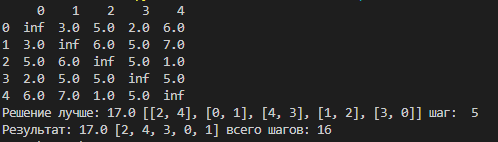 0 1 2 3 4
0 inf 3.0 5.0 2.0 6.0
1 3.0 inf 6.0 5.0 7.0
2 5.0 6.0 inf 5.0 1.0
3 2.0 5.0 5.0 inf 5.0
4 6.0 7.0 1.0 5.0 inf
Решение лучше: 17.0 [[2, 4], [0, 1], [4, 3], [1, 2], [3, 0]] шаг: 5
Результат: 17.0 [2, 4, 3, 0, 1] всего шагов: 16